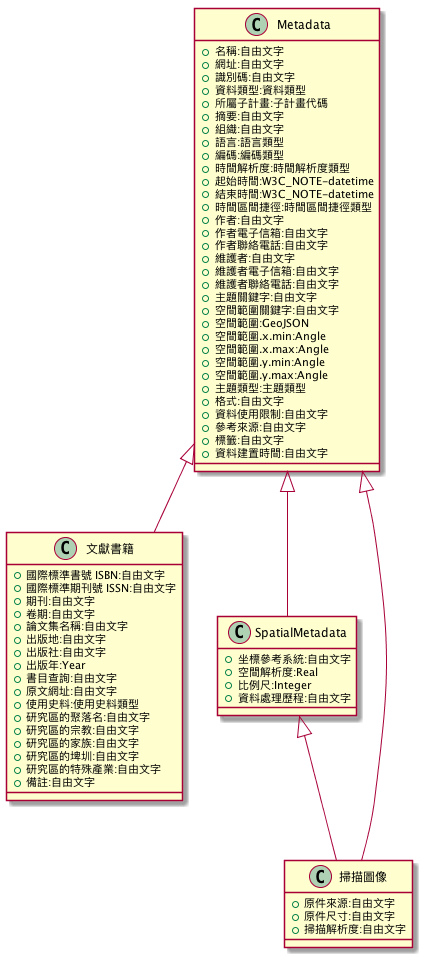 C Metadata
名稱:自由文字
網址:自由文字
識別碼:自由文字
資料類型:資料類型
所屬子計畫:子計畫代碼
摘要:自由文字
組織:自由文字
語言:語言類型
編碼:編碼類型
時間解析度:時間解析度類型
起始時間:W3C_NOTE-datetime
結束時間:W3C_NOTE-datetime
時間區間捷徑:時間區間捷徑類型
作者:自由文字
作者電子信箱:自由文字
作者聯絡電話:自由文字
維護者:自由文字
維護者電子信箱:自由文字
維護者聯絡電話:自由文字
主題關鍵字:自由文字
空間範圍關鍵字:自由文字
空間範圍:GeoJSON
空間範圍.x.min:Angle
空間範圍.x.max:Angle
空間範圍.y.min:Angle
空間範圍.y.max:Angle
主題類型:主題類型
格式:自由文字
資料使用限制:自由文字
參考來源:自由文字
標籤:自由文字
資料建置時間:自由文字
C 文獻書籍
國際標準書號 ISBN:自由文字
國際標準期刊號 ISSN:自由文字
期刊:自由文字
卷期:自由文字
論文集名稱:自由文字
出版地:自由文字
出版社:自由文字
出版年:Year
書目查詢:自由文字
原文網址:自由文字
使用史料:使用史料類型
研究區的聚落名:自由文字
研究區的宗教:自由文字
研究區的家族:自由文字
研究區的埤圳:自由文字
研究區的特殊產業:自由文字
備註:自由文字
C SpatialMetadata
坐標參考系統:自由文字
空間解析度:Real
比例尺:Integer
資料處理歷程:自由文字
C 掃描圖像
原件來源:自由文字
原件尺寸:自由文字
掃描解析度:自由文字